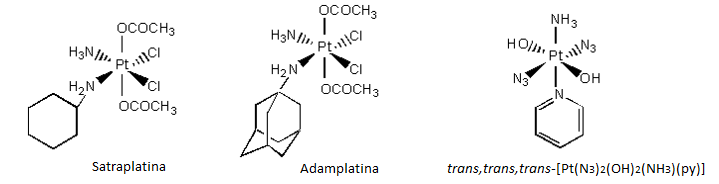 OCOCH3
H3N Cl
Pt
H2N Cl
OCOCH3
Satraplatina
OCOCH3
H3N Cl
Pt
H2N Cl
OCOCH3
Adamplatina
NH3
HO N3
Pt
N3 OH
N
trans,trans,trans-[Pt(N3)2(OH)2(NH3)(py)]